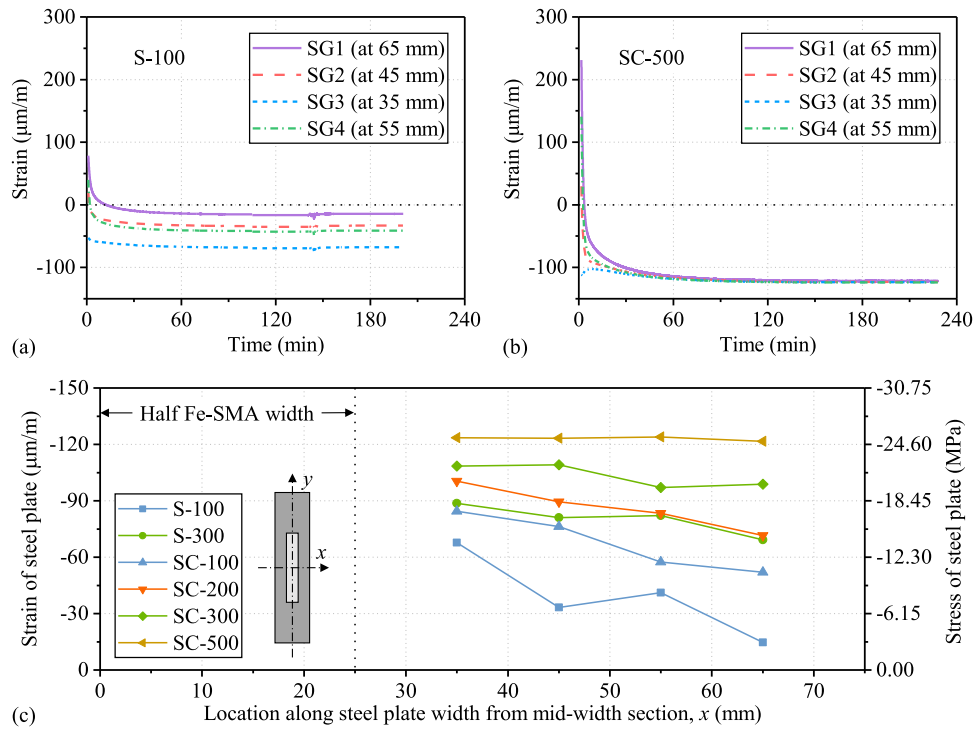 S-100
SG1 (at 65 mm)
SG2 (at 45 mm)
SG3 (at 35 mm)
SG4 (at 55 mm)
300
200
100
0
-100
Strain (μm/m)
0 60 120 180 240
Time (min)
(a)
SC-500
SG1 (at 65 mm)
SG2 (at 45 mm)
SG3 (at 35 mm)
SG4 (at 55 mm)
300
200
100
0
-100
Strain (μm/m)
0 60 120 180 240
Time (min)
(b)
-150
-120
-90
-60
-30
0
Strain of steel plate (μm/m)
Half Fe-SMA width
y
x
S-100
S-300
SC-100
SC-200
SC-300
SC-500
-30.75
-24.60
-18.45
-12.30
-6.15
0.00
Stress of steel plate (MPa)
0 10 20 30 40 50 60 70
Location along steel plate width from mid-width section, x (mm)
(c)